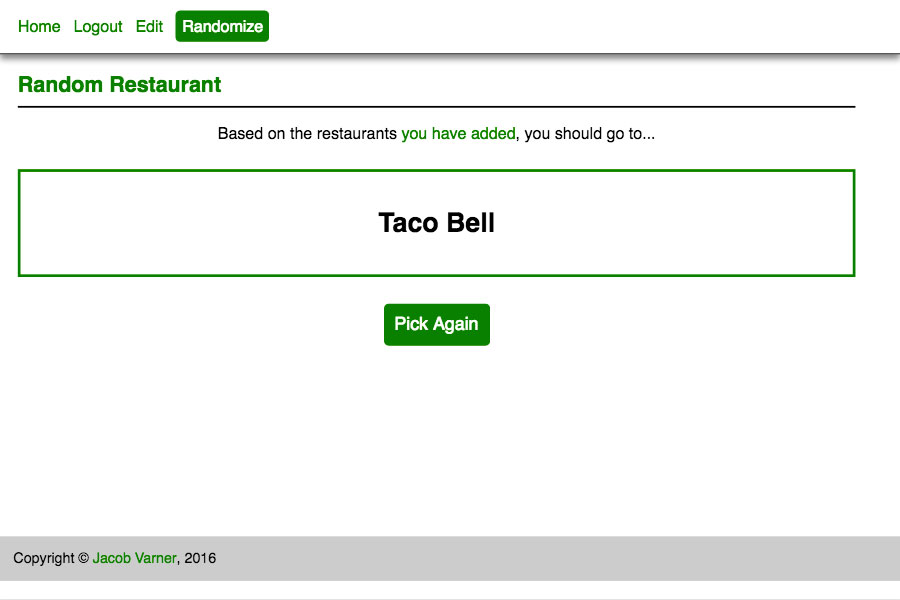 Home Logout Edit Randomize
Random Restaurant
Based on the restaurants you have added, you should go to...
Taco Bell
Pick Again
Copyright © Jacob Varner, 2016